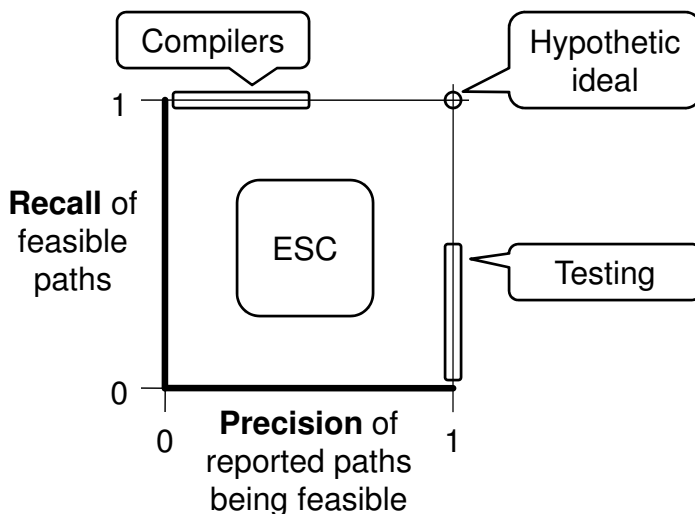 Compilers
Hypothetic
ideal
1
Recall of
feasible
paths
ESC
Testing
0
0
Precision of
reported paths
being feasible
1